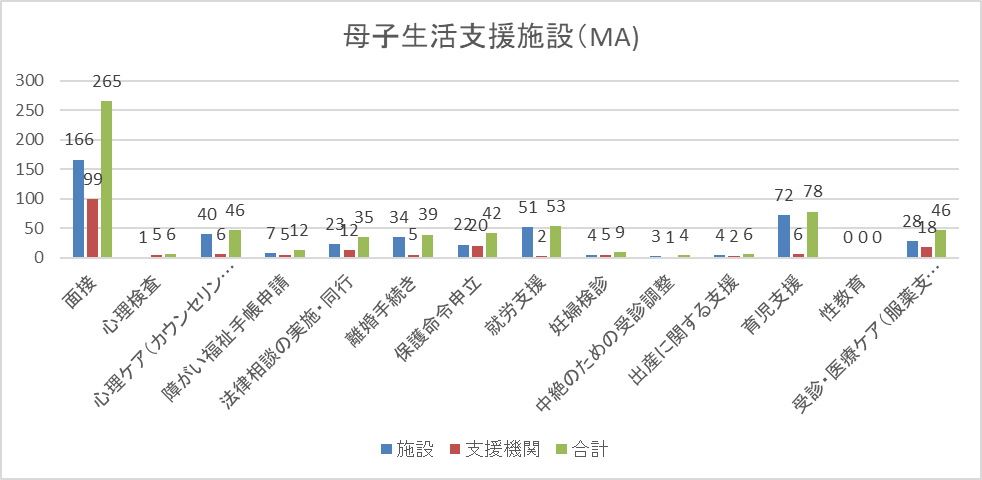 母子生活支援施設（MA)
300
250
200
150
100
50
0
166 99 265
1 5 6
40 6 46
7 5 12
23 12 35
34 5 39
22 20 42
51 2 53
4 5 9
3 1 4
4 2 6
72 6 78
0 0 0
28 18 46
面接
心理検査
心理ケア（カウンセリン…
障がい福祉手帳申請
法律相談の実施・同行
離婚手続き
保護命令申立
就労支援
妊婦検診
中絶のための受診調整
出産に関する支援
育児支援
性教育
受診・医療ケア（服薬支…
施設 支援機関 合計